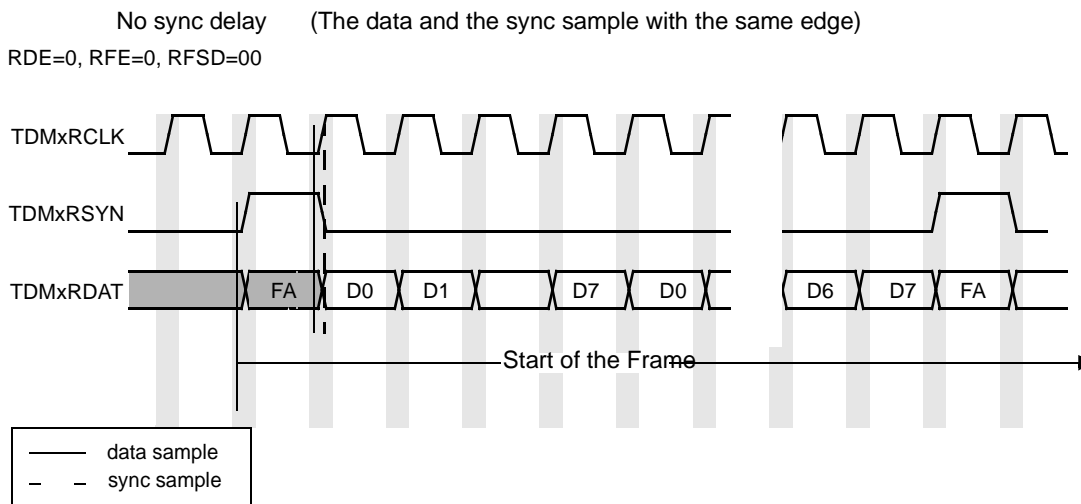 No sync delay (The data and the sync sample with the same edge)
RDE=0, RFE=0, RFSD=00
TDMxRCLK
TDMxRSYN
TDMxRDAT FA D0 D1 D7 D0 D6 D7 FA
Start of the Frame
data sample
sync sample